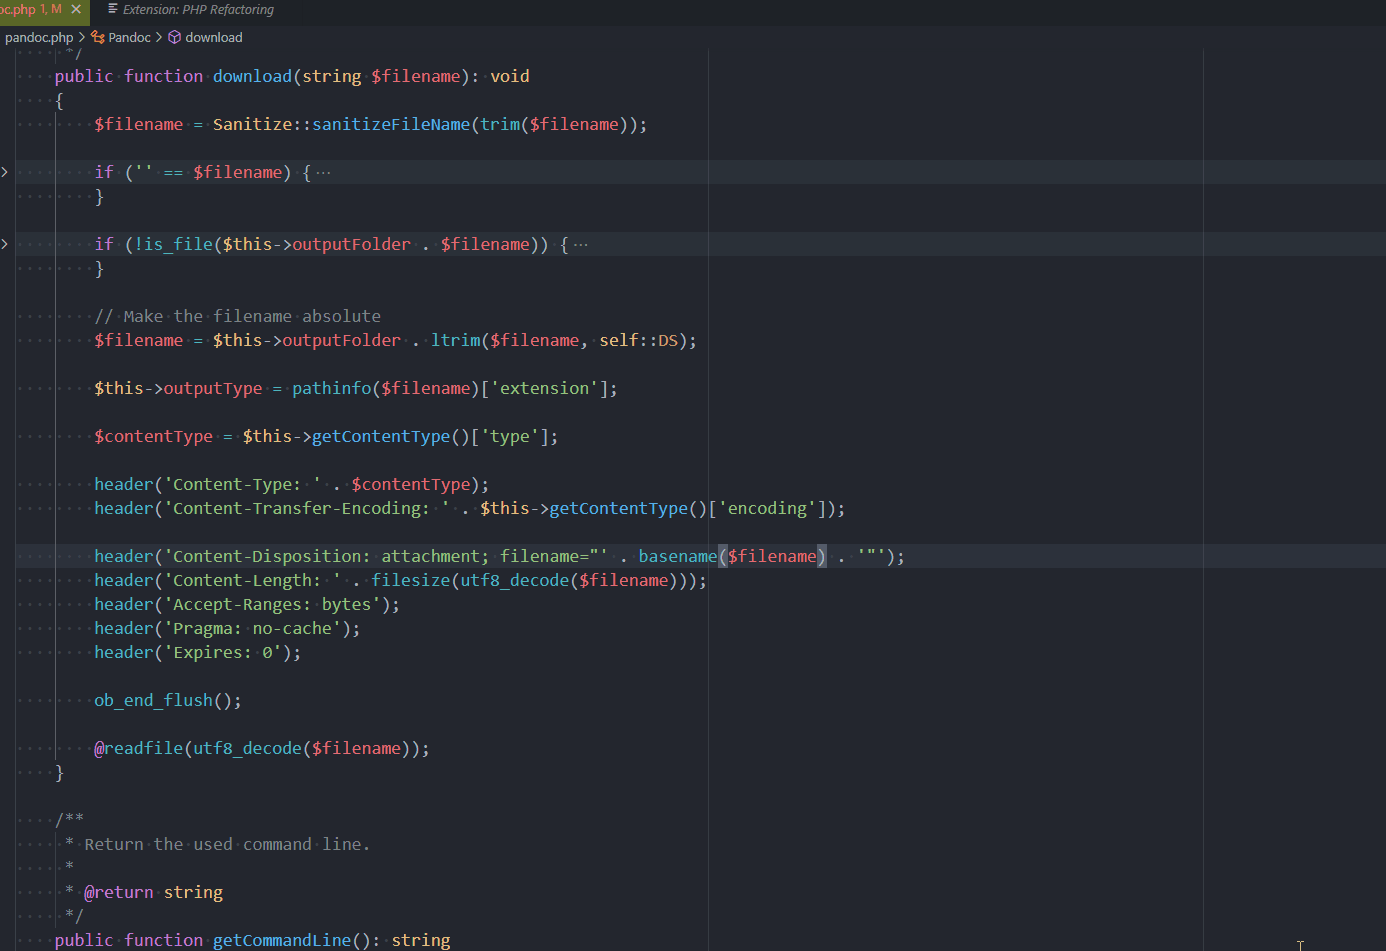 oc.php 1, M × Extension: PHP Refactoring
pandoc.php > Pandoc > download
*/
public function download(string $filename): void
{
$filename = Sanitize::sanitizeFileName(trim($filename));
if ('' == $filename) { ···
}
if (!is_file($this->outputFolder . $filename)) { ···
}
// Make the filename absolute
$filename = $this->outputFolder . ltrim($filename, self::DS);
$this->outputType = pathinfo($filename)['extension'];
$contentType = $this->getContentType()['type'];
header('Content-Type: ' . $contentType);
header('Content-Transfer-Encoding: ' . $this->getContentType()['encoding']);
header('Content-Disposition: attachment; filename="' . basename($filename) . '"');
header('Content-Length: ' . filesize(utf8_decode($filename)));
header('Accept-Ranges: bytes');
header('Pragma: no-cache');
header('Expires: 0');
ob_end_flush();
@readfile(utf8_decode($filename));
}
/**
* Return the used command line.
*
* @return string
*/
public function getCommandLine(): string